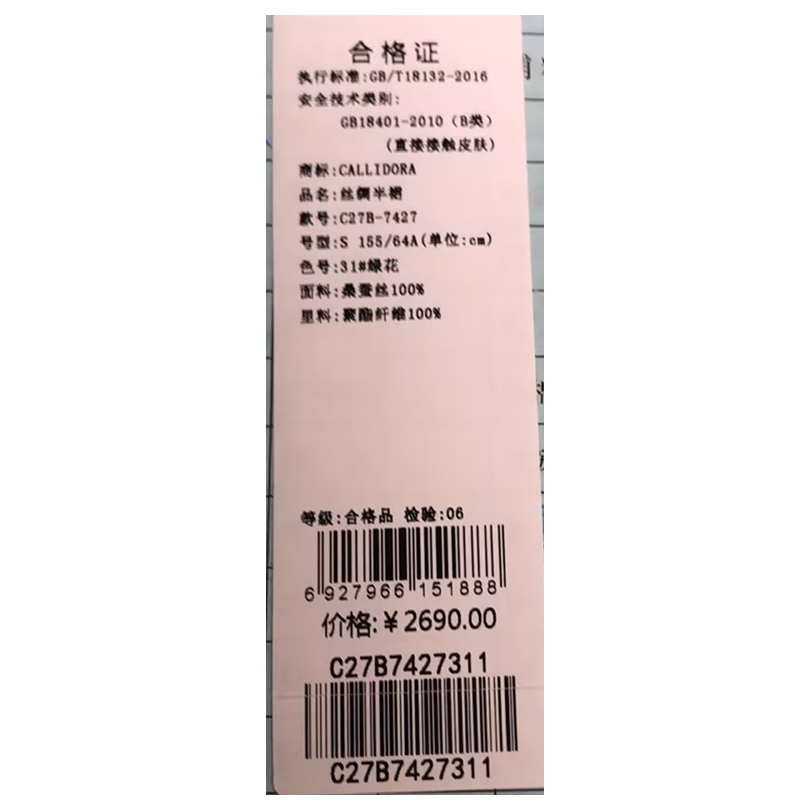 合格证
执行标准:GB/T18132-2016
安全技术类别:
GB18401-2010（B类）
(直接接触皮肤)
商标:CALLIDORA
品名:丝绸半裙
款号:C27B-7427
号型:S 155/64A(单位:cm)
色号:31#绿花
面料:桑蚕丝100%
里料:聚酯纤维100%
等级:合格品 检验:06
6 927966 151888
价格:¥2690.00
C27B7427311
C27B7427311